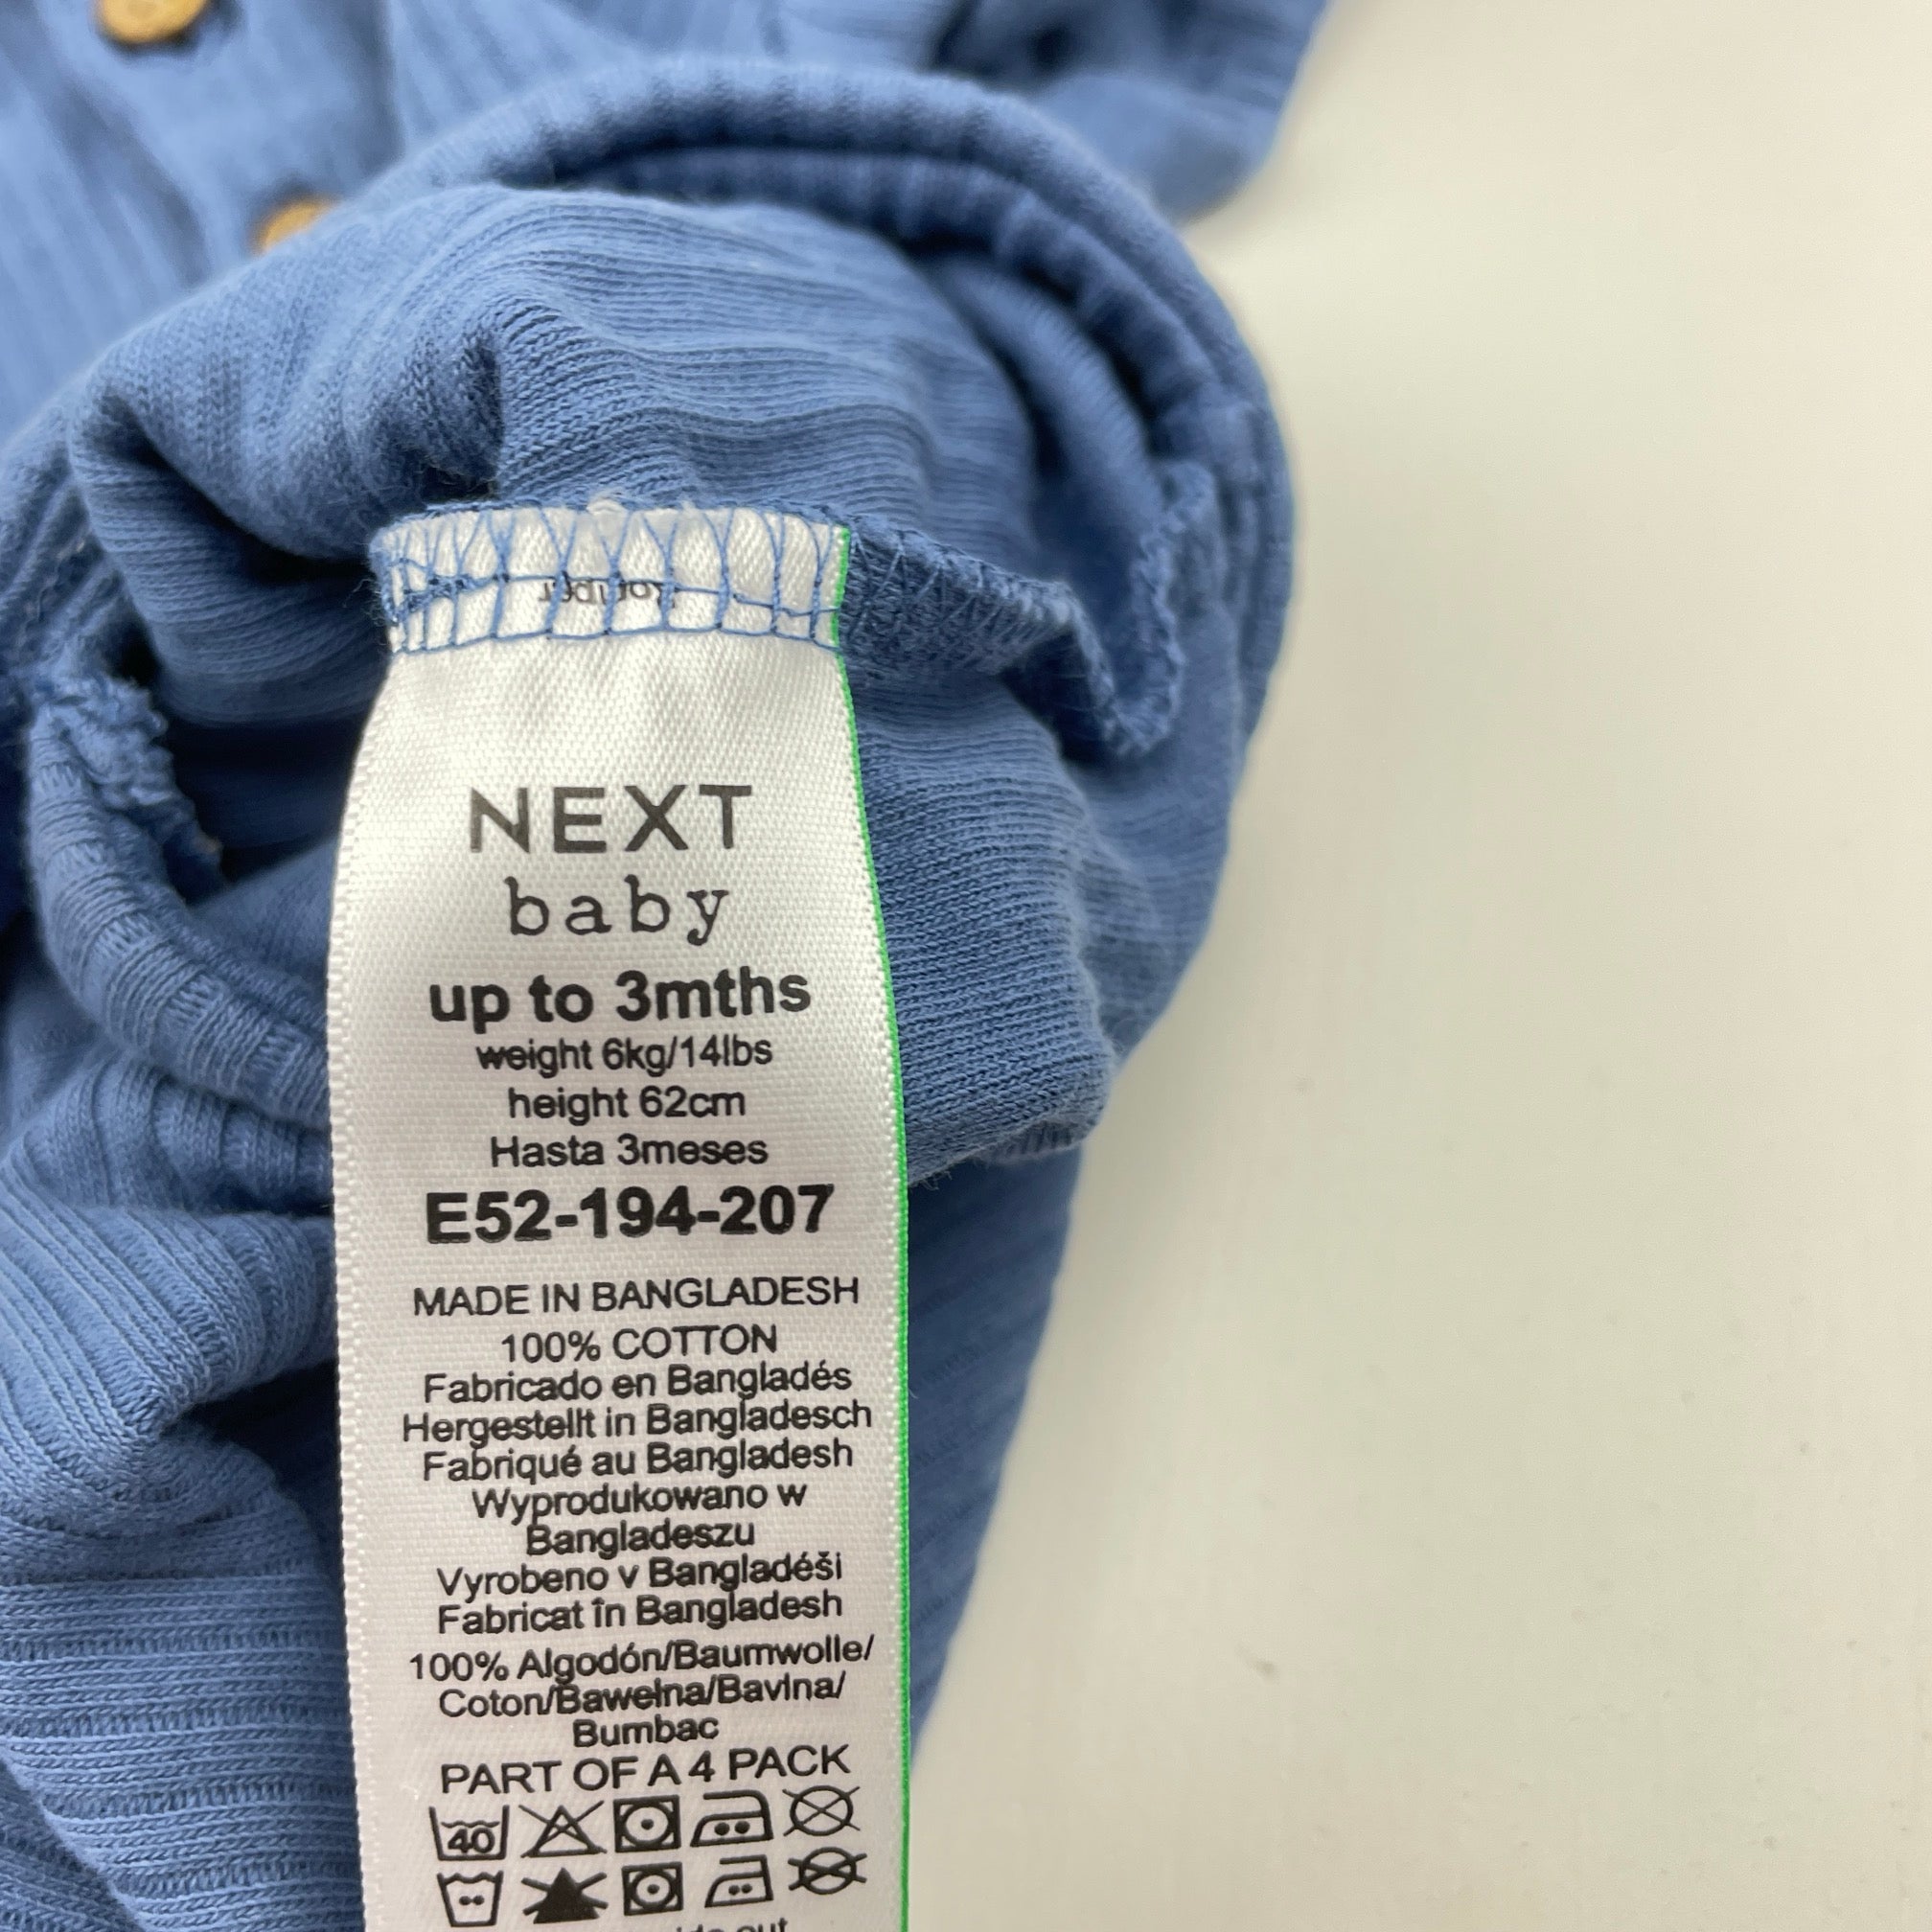 NEXT
baby
up to 3mths
weight 6kg/14lbs
height 62cm
Hasta 3meses
E52-194-207
MADE IN BANGLADESH
100% COTTON
Fabricado en Bangladés
Hergestellt in Bangladesch
Fabriqué au Bangladesh
Wyprodukowano w
Bangladeszu
Vyrobeno v Bangladéši
Fabricat în Bangladesh
100% Algodón/Baumwolle/
Coton/Bawełna/Bavlna/
Bumbac
PART OF A 4 PACK
40
out